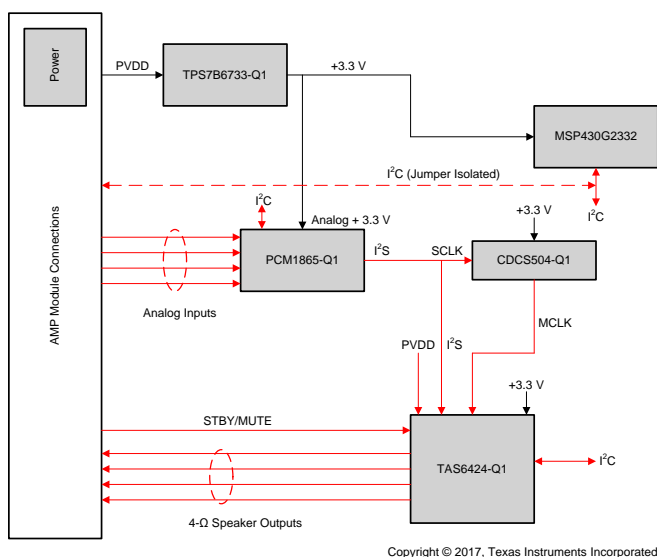 Power
PVDD
TPS7B6733-Q1
+3.3 V
MSP430G2332
I²C (Jumper Isolated)
I²C
I²C
Analog + 3.3 V
+3.3 V
PCM1865-Q1
I²S
SCLK
CDCS504-Q1
AMP Module Connections
Analog Inputs
MCLK
PVDD
I²S
+3.3 V
STBY/MUTE
TAS6424-Q1
I²C
4-Ω Speaker Outputs
Copyright © 2017, Texas Instruments Incorporated